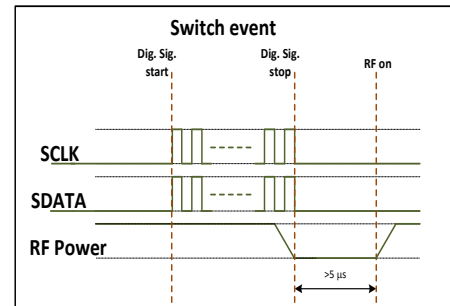 Switch event
Dig. Sig.
start
Dig. Sig.
stop
RF on
SCLK
SDATA
RF Power
>5 µs